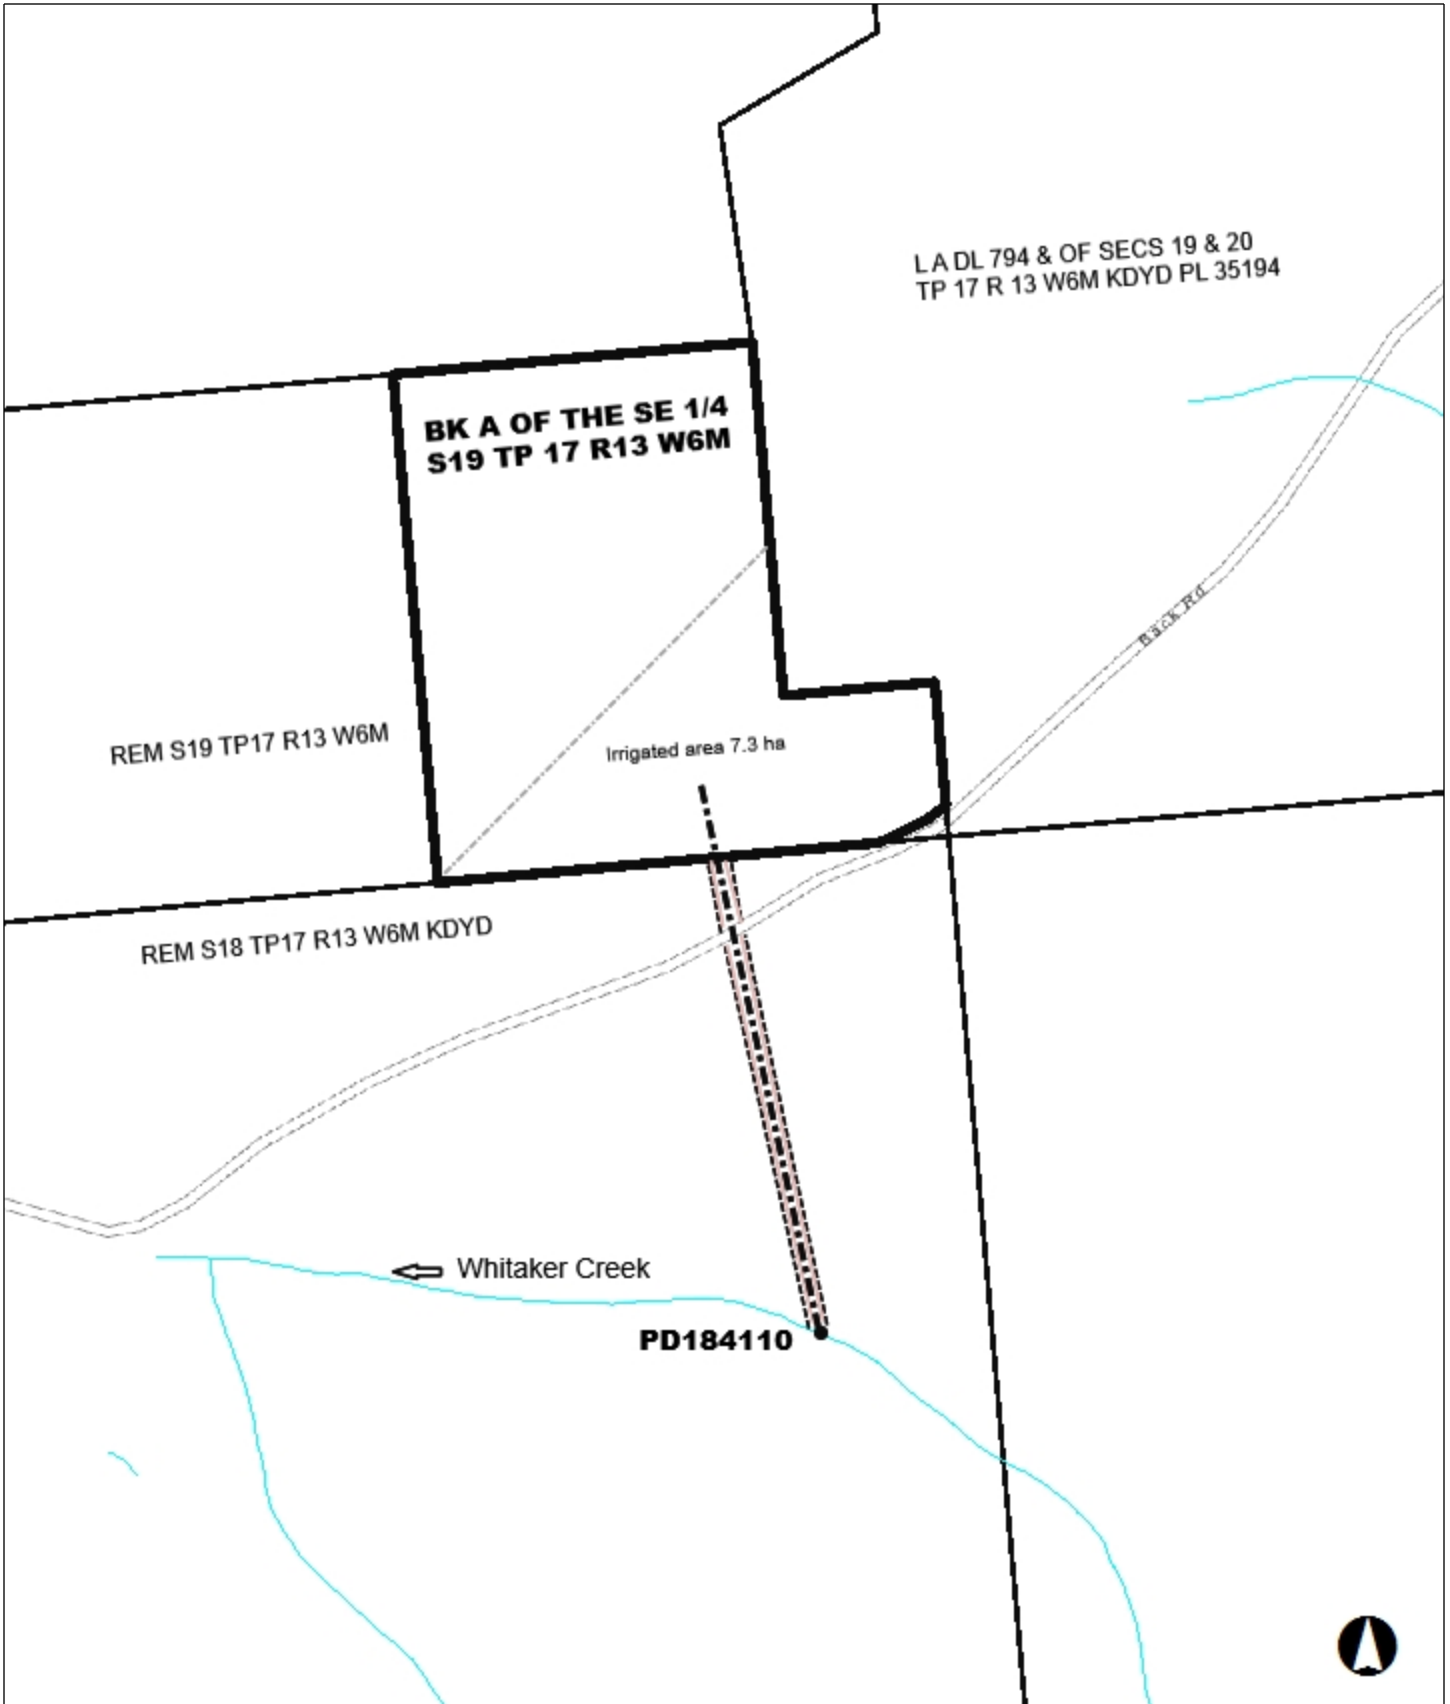 L A DL 794 & OF SECS 19 & 20
TP 17 R 13 W6M KDYD PL 35194
BK A OF THE SE 1/4
S19 TP 17 R13 W6M
Back Rd
REM S19 TP17 R13 W6M
Irrigated area 7.3 ha
REM S18 TP17 R13 W6M KDYD
Whitaker Creek
PD184110